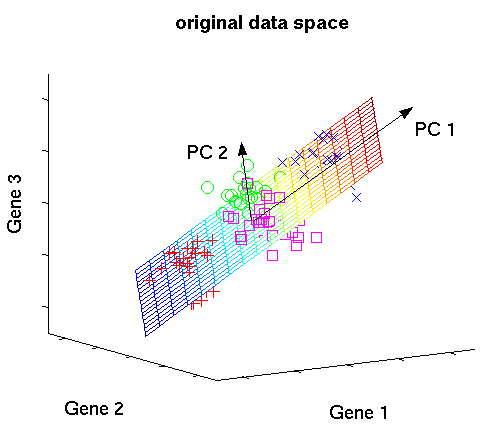 original data space
PC 2
PC 1
Gene 3
Gene 2
Gene 1